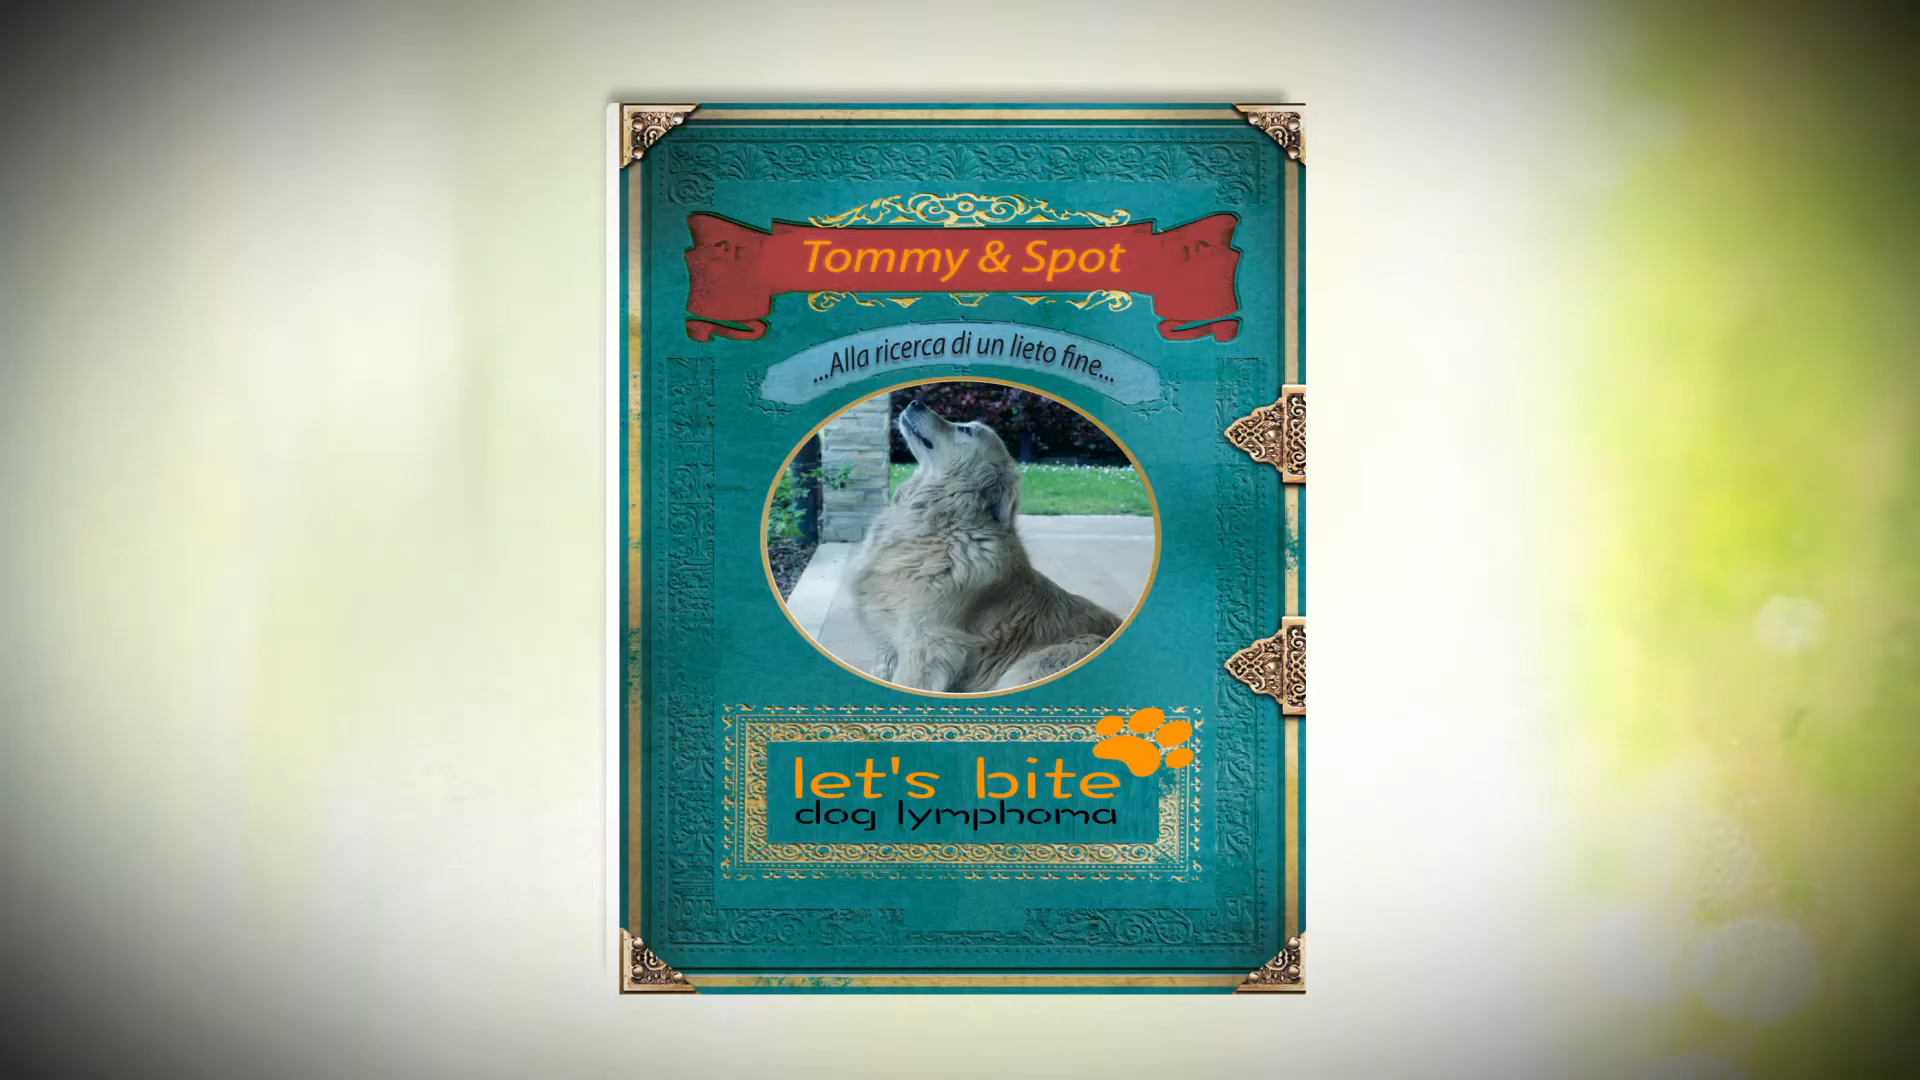 Tommy & Spot
...Alla ricerca di un lieto fine...
let's bite
dog lymphoma